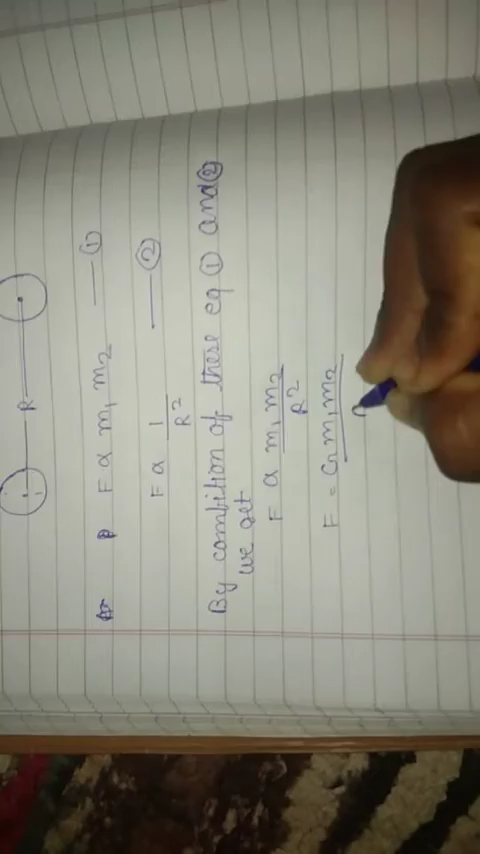 R
F ∝ m₁ m₂ —— ①
F ∝ 1/R² —— ②
By combition of these eq ① and ②
we get
F ∝ m₁ m₂/R²
F = G m₁ m₂